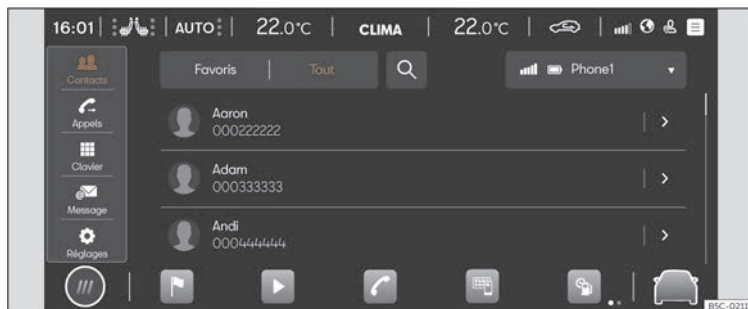 16:01 AUTO 22.0°C CLIMA 22.0°C
Favoris Tout Phone1
Contacts
Appels
Clavier
Message
Réglages
Aaron
000222222
Adam
000333333
Andi
000444444
B5C-0211